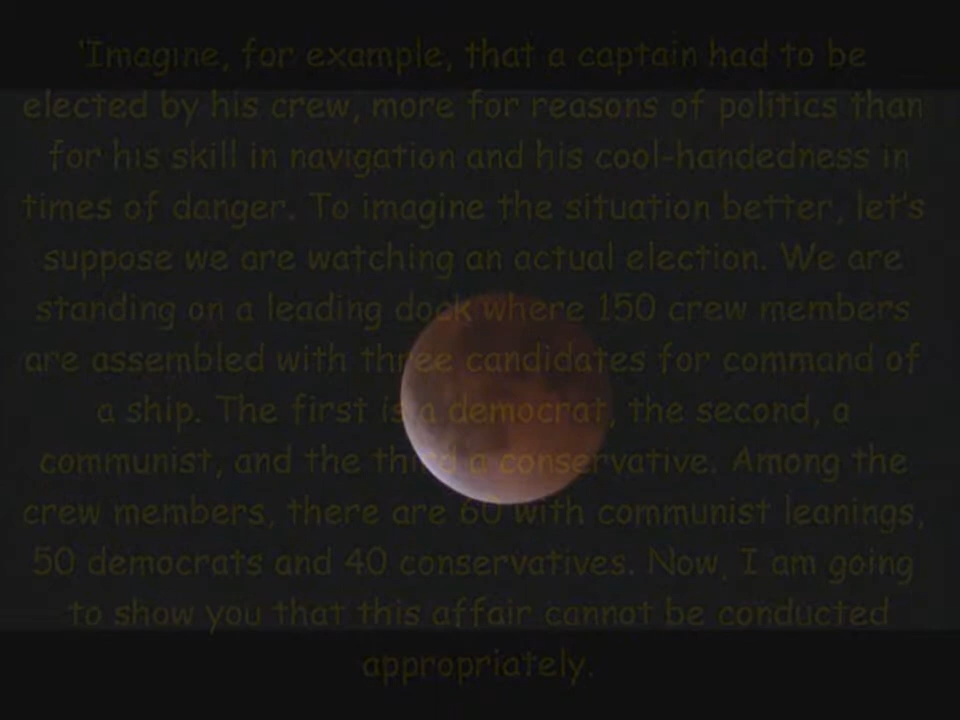 'Imagine, for example, that a captain had to be
elected by his crew, more for reasons of politics than
for his skill in navigation and his cool-handedness in
times of danger. To imagine the situation better, let's
suppose we are watching an actual election. We are
standing on a leading dock where 150 crew members
are assembled with three candidates for command of
a ship. The first is a democrat, the second, a
communist, and the third a conservative. Among the
crew members, there are 60 with communist leanings,
50 democrats and 40 conservatives. Now, I am going
to show you that this affair cannot be conducted
appropriately.